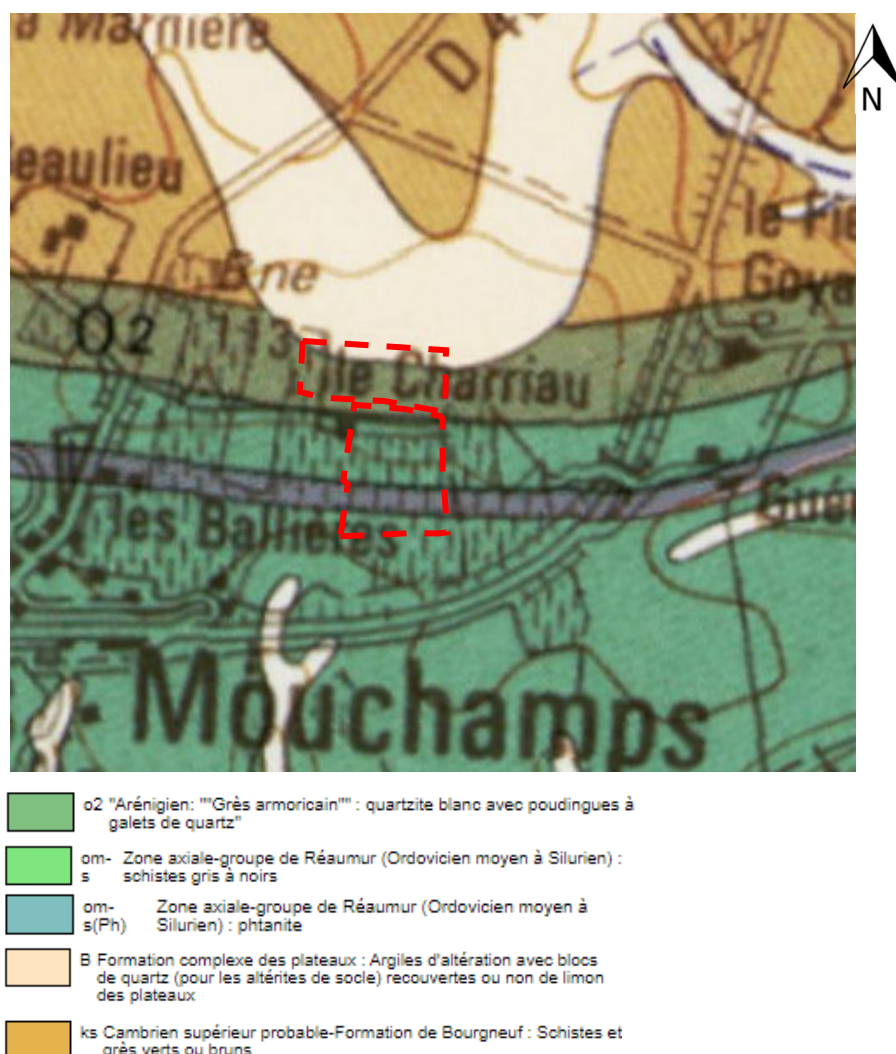 a Marnière
D 4
N
eaulieu
le Fie
Bne
Goya
O2
113
lle Charriau
les Ballières
Guér
Mouchamps
o2 "Arénigien: ""Grès armoricain"" : quartzite blanc avec poudingues à
galets de quartz"
om- Zone axiale-groupe de Réaumur (Ordovicien moyen à Silurien) :
s schistes gris à noirs
om- Zone axiale-groupe de Réaumur (Ordovicien moyen à
s(Ph) Silurien) : phtanite
B Formation complexe des plateaux : Argiles d'altération avec blocs
de quartz (pour les altérites de socle) recouvertes ou non de limon
des plateaux
ks Cambrien supérieur probable-Formation de Bourgneuf : Schistes et
grès verts ou bruns